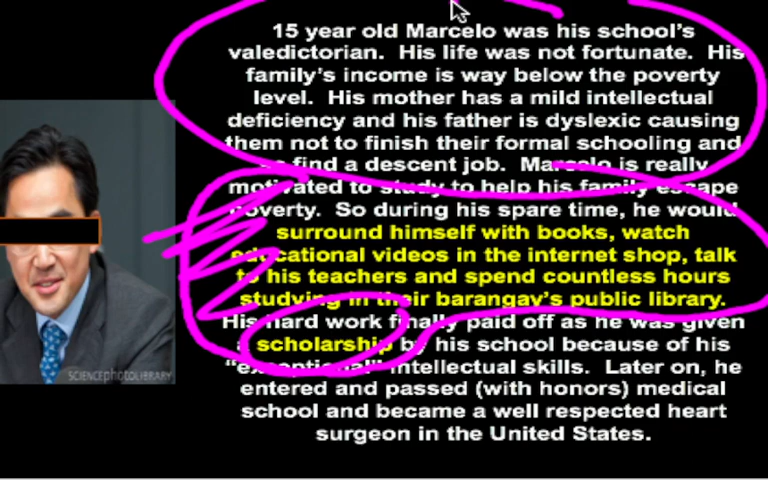 15 year old Marcelo was his school's
valedictorian. His life was not fortunate. His
family's income is way below the poverty
level. His mother has a mild intellectual
deficiency and his father is dyslexic causing
them not to finish their formal schooling and
find a descent job. Marcelo is really
motivated to study to help his family escape
poverty. So during his spare time, he would
surround himself with books, watch
educational videos in the internet shop, talk
to his teachers and spend countless hours
studying in their barangay's public library.
His hard work finally paid off as he was given
a scholarship by his school because of his
"exceptional" intellectual skills. Later on, he
entered and passed (with honors) medical
school and became a well respected heart
surgeon in the United States.
SCIENCEphotoLIBRARY